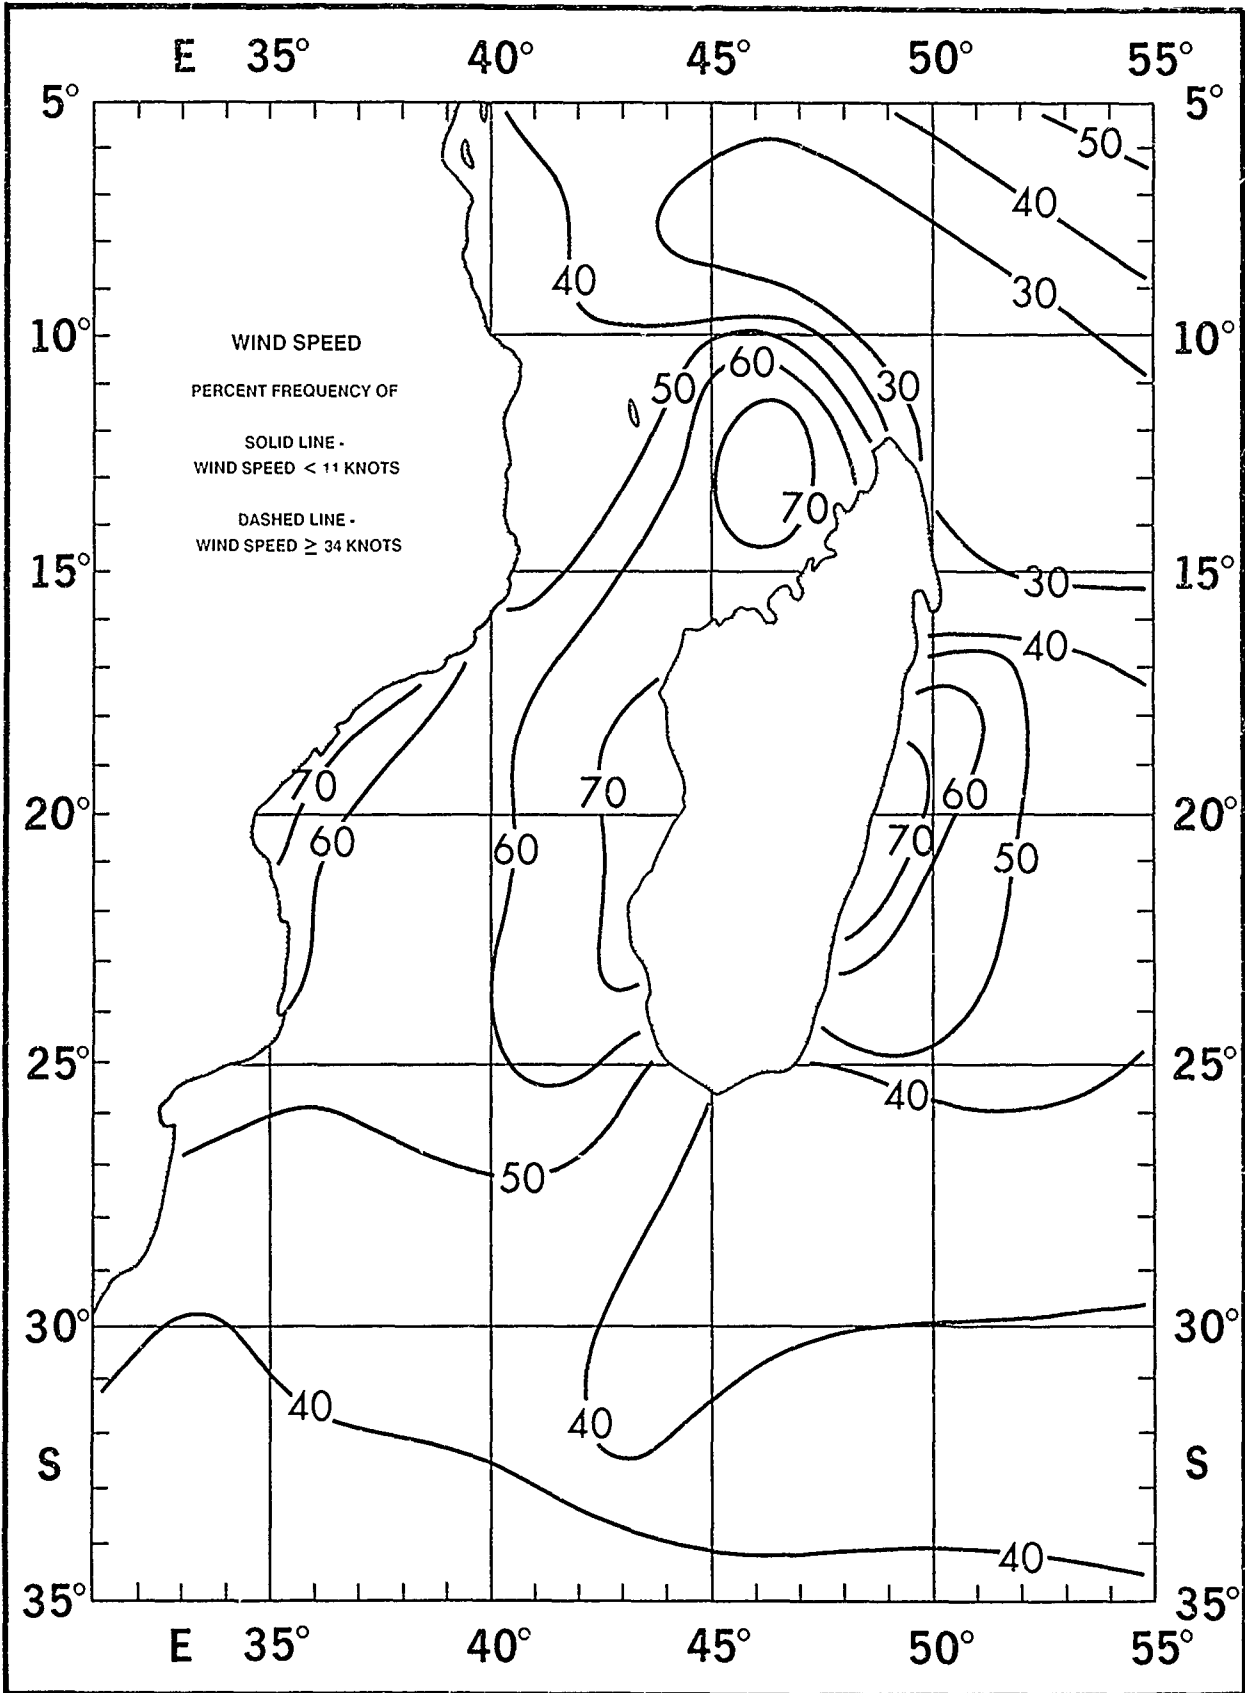 E 35° 40° 45° 50° 55°
5° 5°
50
40
40
30
10° 10°
WIND SPEED
60
50 30
PERCENT FREQUENCY OF
SOLID LINE -
WIND SPEED < 11 KNOTS
70
DASHED LINE -
WIND SPEED ≥ 34 KNOTS
15° 30 15°
40
70 70 60
20° 20°
60 60 70 50
25° 25°
40
50
30° 30°
40
40
S S
40
35° 35°
E 35° 40° 45° 50° 55°